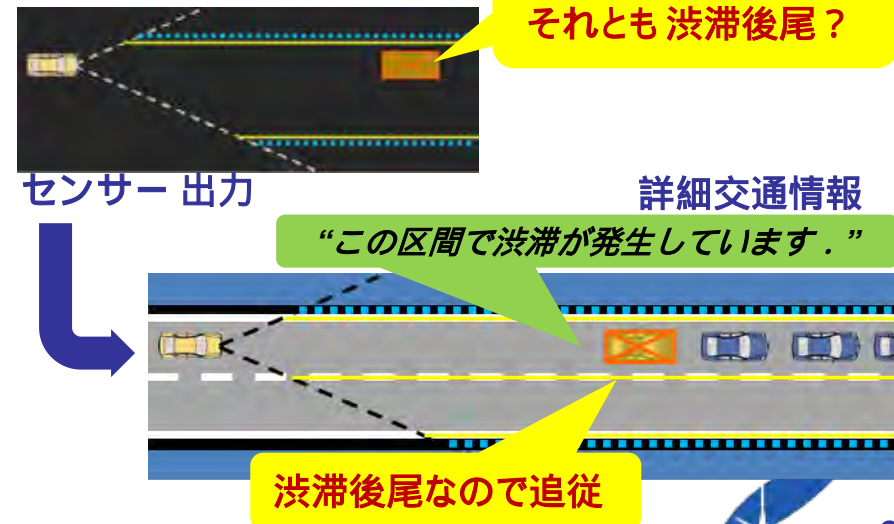 それとも 渋滞後尾？
センサー 出力
詳細交通情報
“この区間で渋滞が発生しています．”
渋滞後尾なので追従